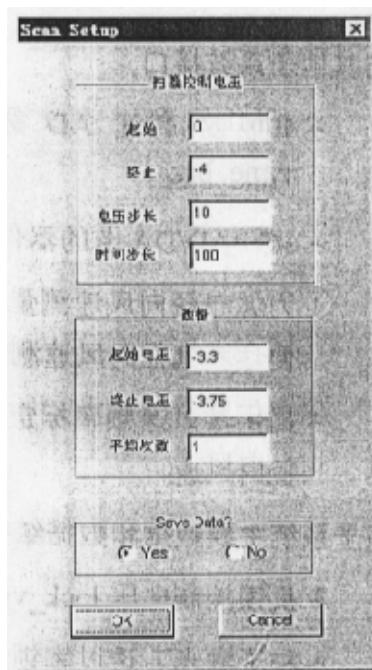 Scan Setup
扫描控制电压
起始 0
终止 -4
电压步长 10
时间步长 100
数据
起始电压 -3.3
终止电压 -3.75
平均次数 1
Save Data?
Yes No
OK Cancel